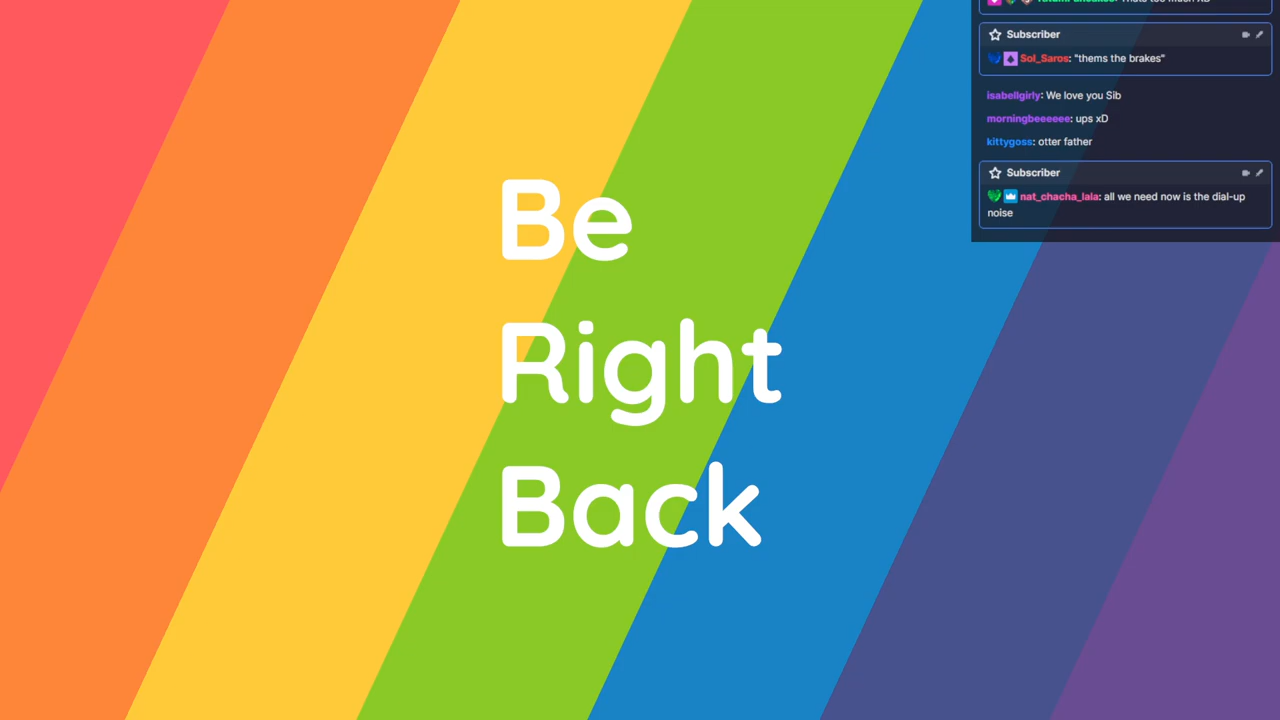 Subscriber
Sol_Saros: "thems the brakes"
isabellgirly: We love you Sib
morningbeeeeee: ups xD
kittygoss: otter father
Subscriber
nat_chacha_lala: all we need now is the dial-up
noise
Be
Right
Back